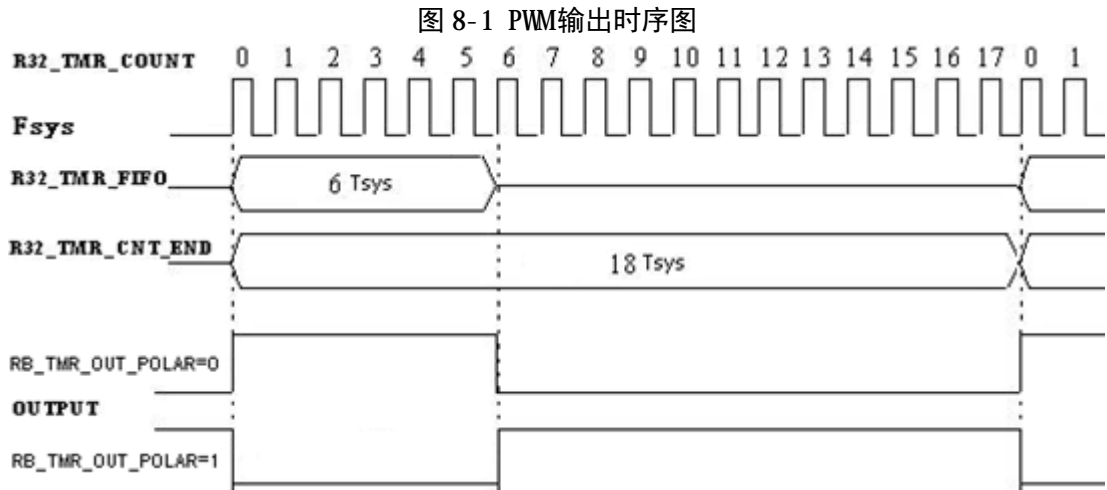 图 8-1 PWM输出时序图
R32_TMR_COUNT 0 1 2 3 4 5 6 7 8 9 10 11 12 13 14 15 16 17 0 1
Fsys
R32_TMR_FIFO 6 Tsys
R32_TMR_CNT_END 18 Tsys
RB_TMR_OUT_POLAR=0
OUTPUT
RB_TMR_OUT_POLAR=1